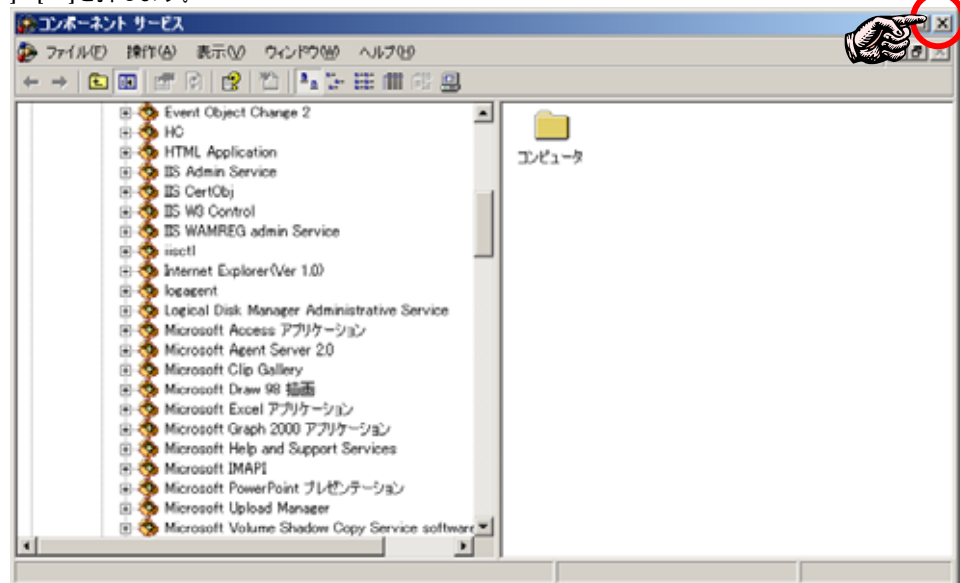 コンポーネント サービス
ファイル(F) 操作(A) 表示(V) ウィンドウ(W) ヘルプ(H)
Event Object Change 2
HC
HTML Application
IIS Admin Service
IIS CertObj
IIS W3 Control
IIS WAMREG admin Service
iisctl
Internet Explorer(Ver 1.0)
logagent
Logical Disk Manager Administrative Service
Microsoft Access アプリケーション
Microsoft Agent Server 2.0
Microsoft Clip Gallery
Microsoft Draw 98 描画
Microsoft Excel アプリケーション
Microsoft Graph 2000 アプリケーション
Microsoft Help and Support Services
Microsoft IMAPI
Microsoft PowerPoint プレゼンテーション
Microsoft Upload Manager
Microsoft Volume Shadow Copy Service software
コンピュータ